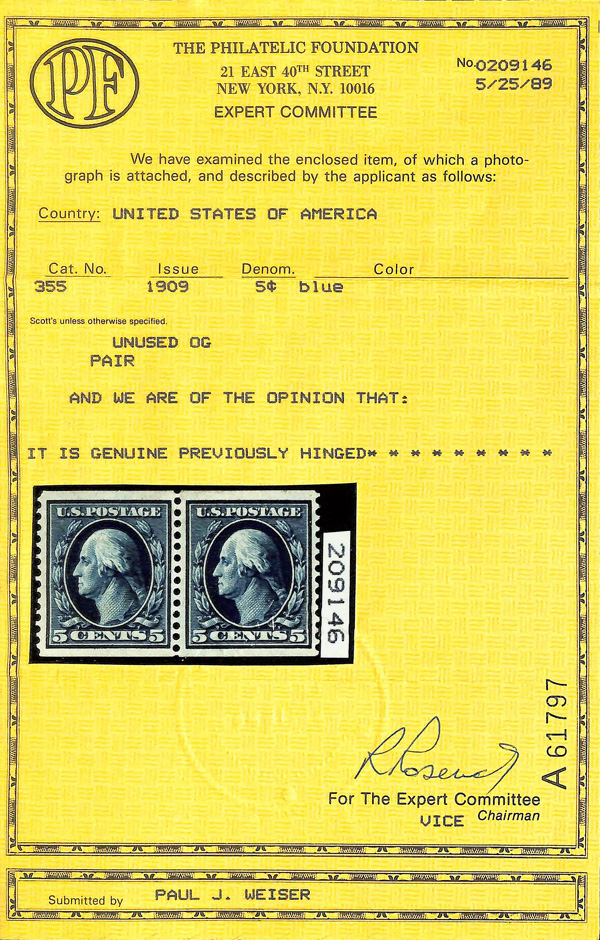 PF
THE PHILATELIC FOUNDATION
21 EAST 40TH STREET
NEW YORK, N.Y. 10016
EXPERT COMMITTEE
No. 0209146
5/25/89
We have examined the enclosed item, of which a photo-
graph is attached, and described by the applicant as follows:
Country: UNITED STATES OF AMERICA
Cat. No. Issue Denom. Color
355 1909 5¢ blue
Scott's unless otherwise specified.
UNUSED OG
PAIR
AND WE ARE OF THE OPINION THAT:
IT IS GENUINE PREVIOUSLY HINGED* * * * * * * * *
U.S. POSTAGE U.S. POSTAGE
5 CENTS 5 5 CENTS 5
209146
A 61797
For The Expert Committee
VICE Chairman
Submitted by PAUL J. WEISER